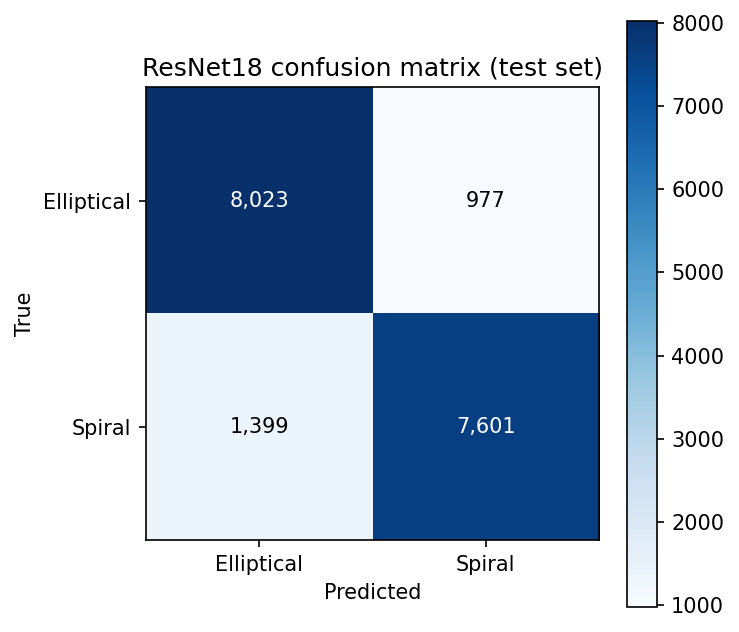 ResNet18 confusion matrix (test set)
8000
7000
6000
5000
4000
3000
2000
1000
True
Elliptical
8,023
977
Spiral
1,399
7,601
Elliptical
Spiral
Predicted